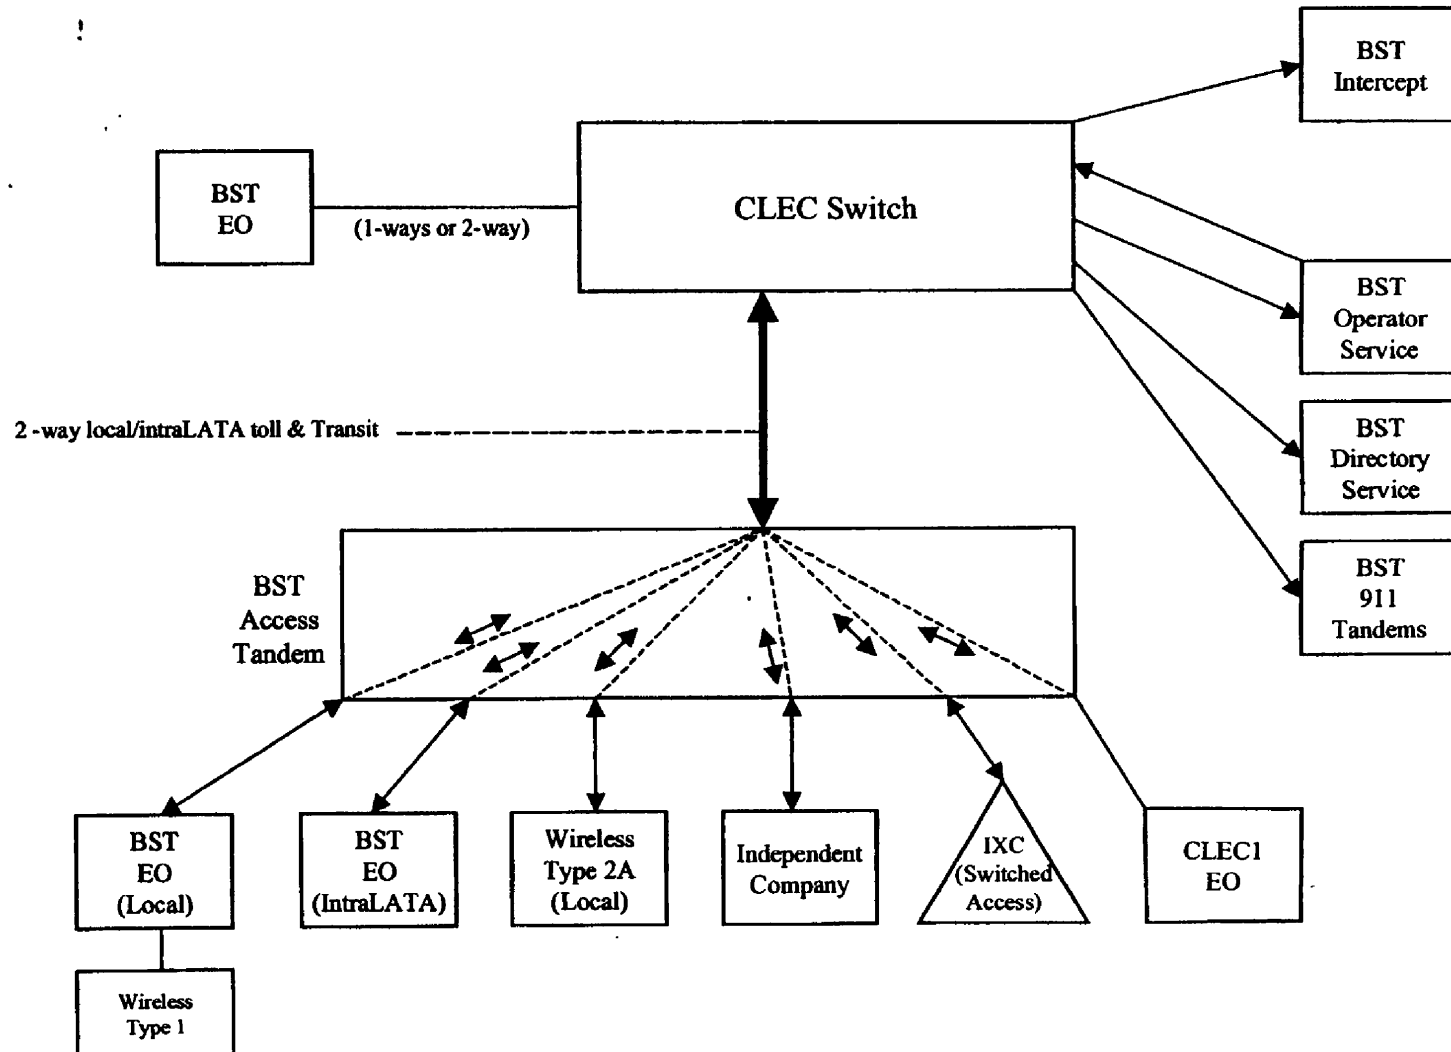 BST
Intercept
BST
EO
(1-ways or 2-way)
CLEC Switch
BST
Operator
Service
2 -way local/intraLATA toll & Transit
BST
Directory
Service
BST
911
Tandems
BST
Access
Tandem
BST
EO
(Local)
BST
EO
(IntraLATA)
Wireless
Type 2A
(Local)
Independent
Company
IXC
(Switched
Access)
CLEC1
EO
Wireless
Type 1